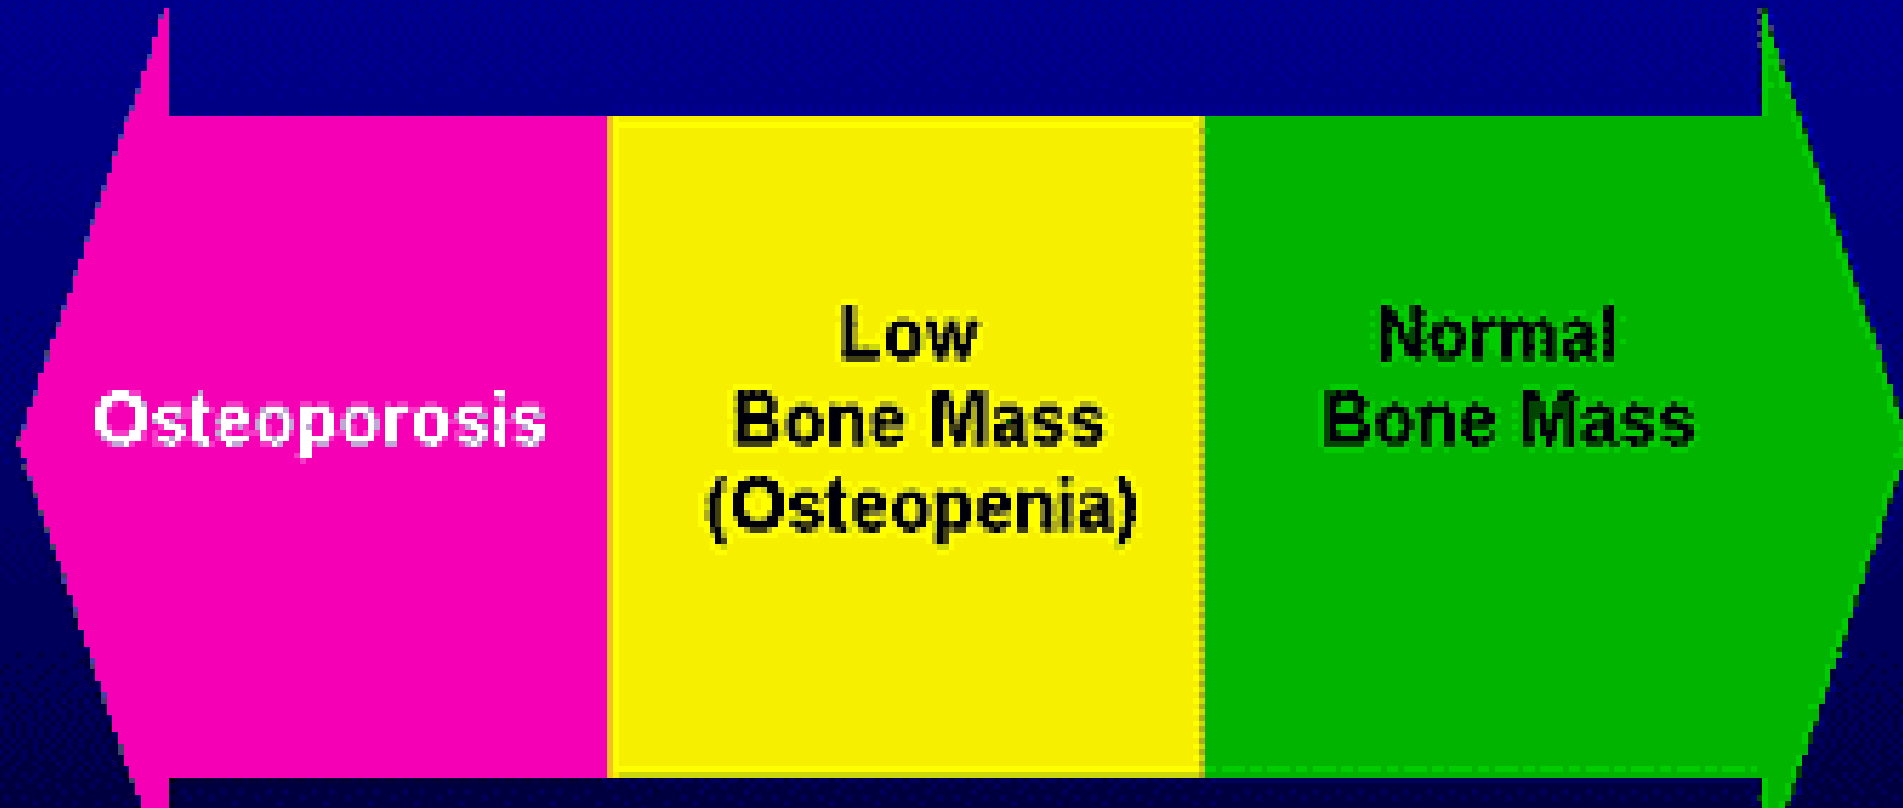 Osteoporosis
Low
Bone Mass
(Osteopenia)
Normal
Bone Mass